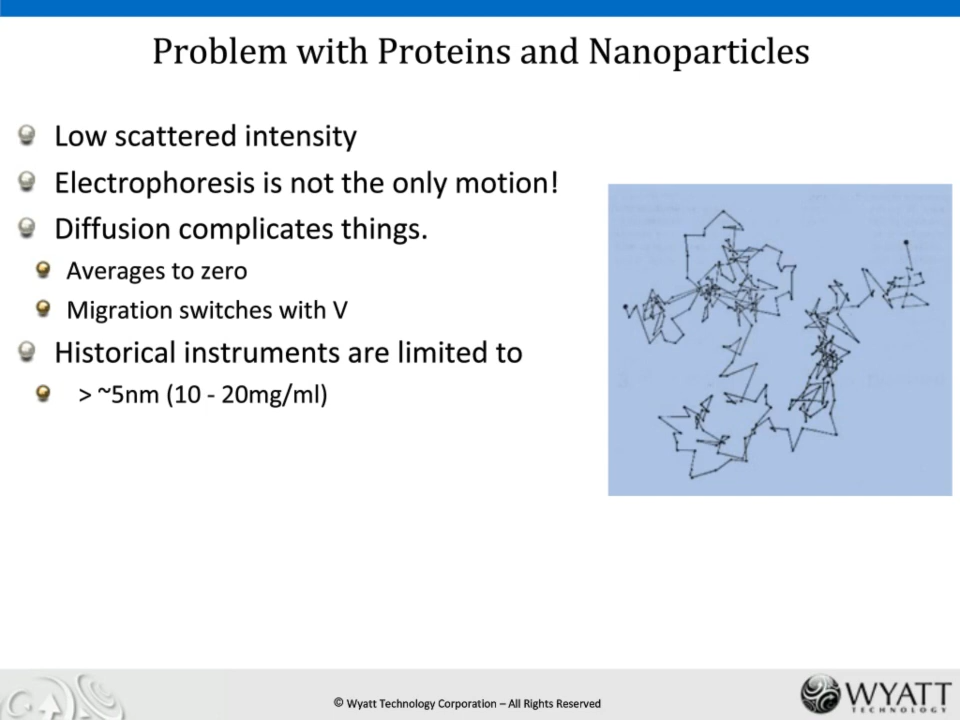 Problem with Proteins and Nanoparticles
Low scattered intensity
Electrophoresis is not the only motion!
Diffusion complicates things.
Averages to zero
Migration switches with V
Historical instruments are limited to
> ~5nm (10 - 20mg/ml)
© Wyatt Technology Corporation – All Rights Reserved
WYATT
TECHNOLOGY